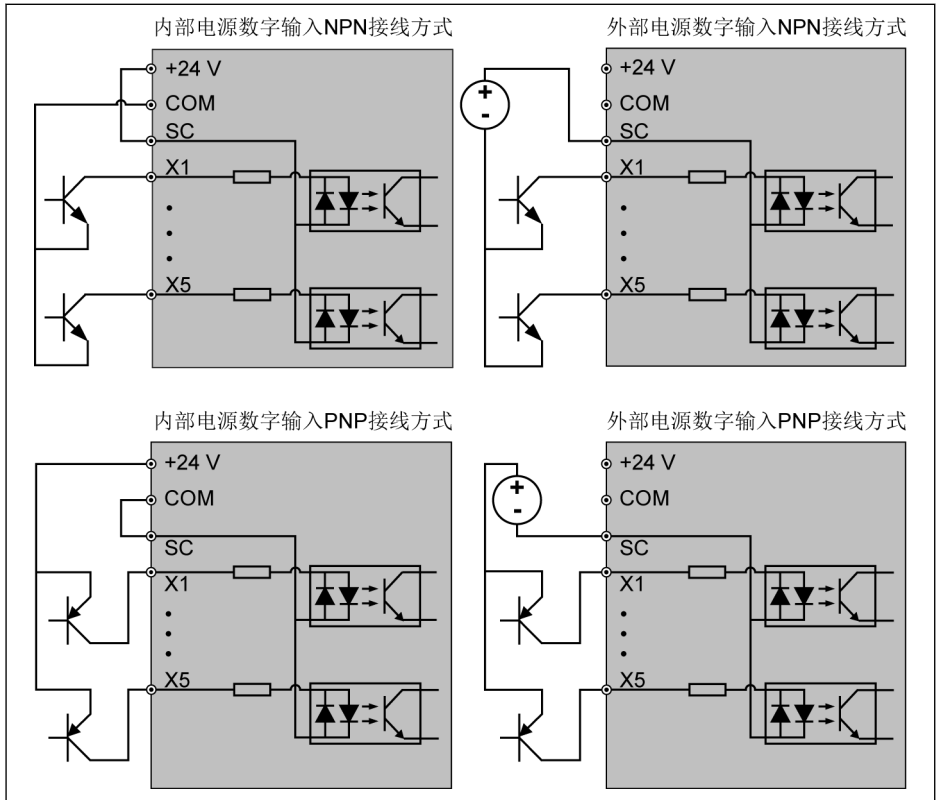 内部电源数字输入NPN接线方式
+24 V
COM
SC
X1
X5
外部电源数字输入NPN接线方式
+
-
+24 V
COM
SC
X1
X5
内部电源数字输入PNP接线方式
+24 V
COM
SC
X1
X5
外部电源数字输入PNP接线方式
+
-
+24 V
COM
SC
X1
X5